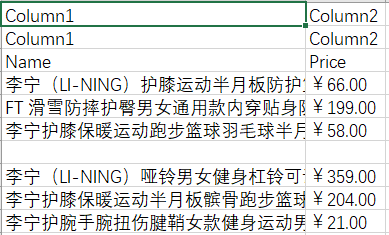 Column1 Column2
Column1 Column2
Name Price
李宁（LI-NING）护膝运动半月板防护 ￥66.00
FT 滑雪防摔护臀男女通用款内穿贴身防 ￥199.00
李宁护膝保暖运动跑步篮球羽毛球半月 ￥58.00
李宁（LI-NING）哑铃男女健身杠铃可 ￥359.00
李宁护膝保暖运动半月板髌骨跑步篮球 ￥204.00
李宁护腕手腕扭伤腱鞘女款健身运动男 ￥21.00